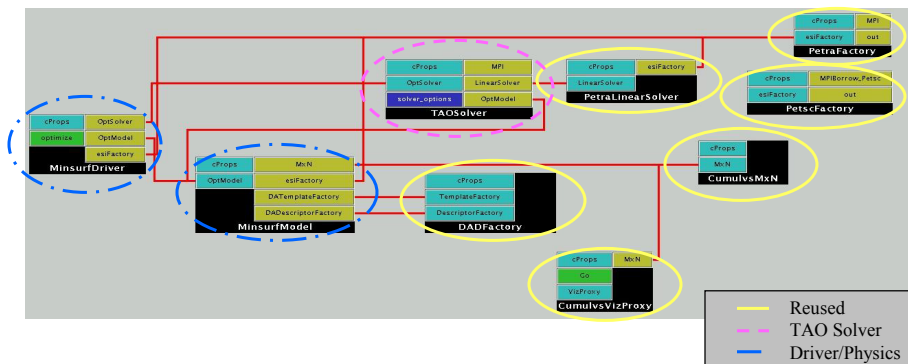 cProps MPI
esiFactory out
PetraFactory
cProps MPI
OptSolver LinearSolver
solver_options OptModel
TAOSolver
cProps esiFactory
LinearSolver
PetraLinearSolver
cProps MPIBorrow_Petsc
esiFactory out
PetscFactory
cProps OptSolver
optimize OptModel
esiFactory
MinsurfDriver
cProps MxN
OptModel esiFactory
DATemplateFactory
DADescriptorFactory
MinsurfModel
cProps
TemplateFactory
DescriptorFactory
DADFactory
cProps
MxN
CumulvsMxN
cProps MxN
Go
VizProxy
CumulvsVizProxy
Reused
TAO Solver
Driver/Physics